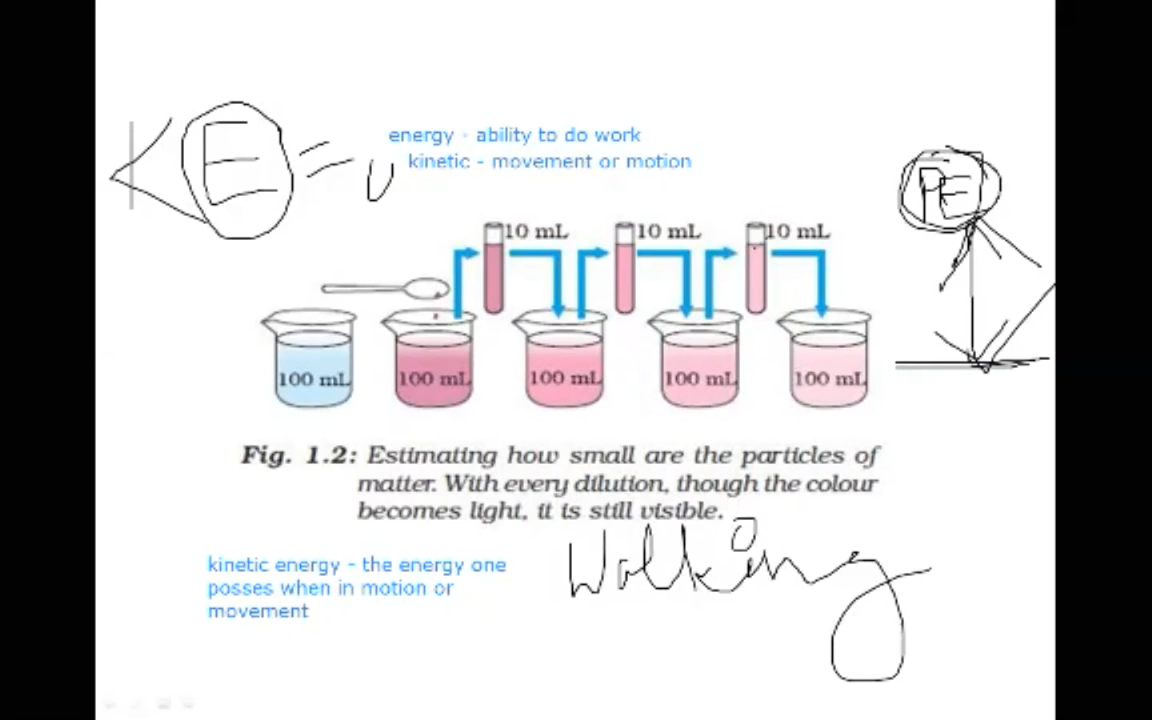 KE = 0
energy - ability to do work
kinetic - movement or motion
PE
10 mL 10 mL 10 mL
100 mL 100 mL 100 mL 100 mL 100 mL
Fig. 1.2: Estimating how small are the particles of
matter. With every dilution, though the colour
becomes light, it is still visible.
Walking
kinetic energy - the energy one
posses when in motion or
movement